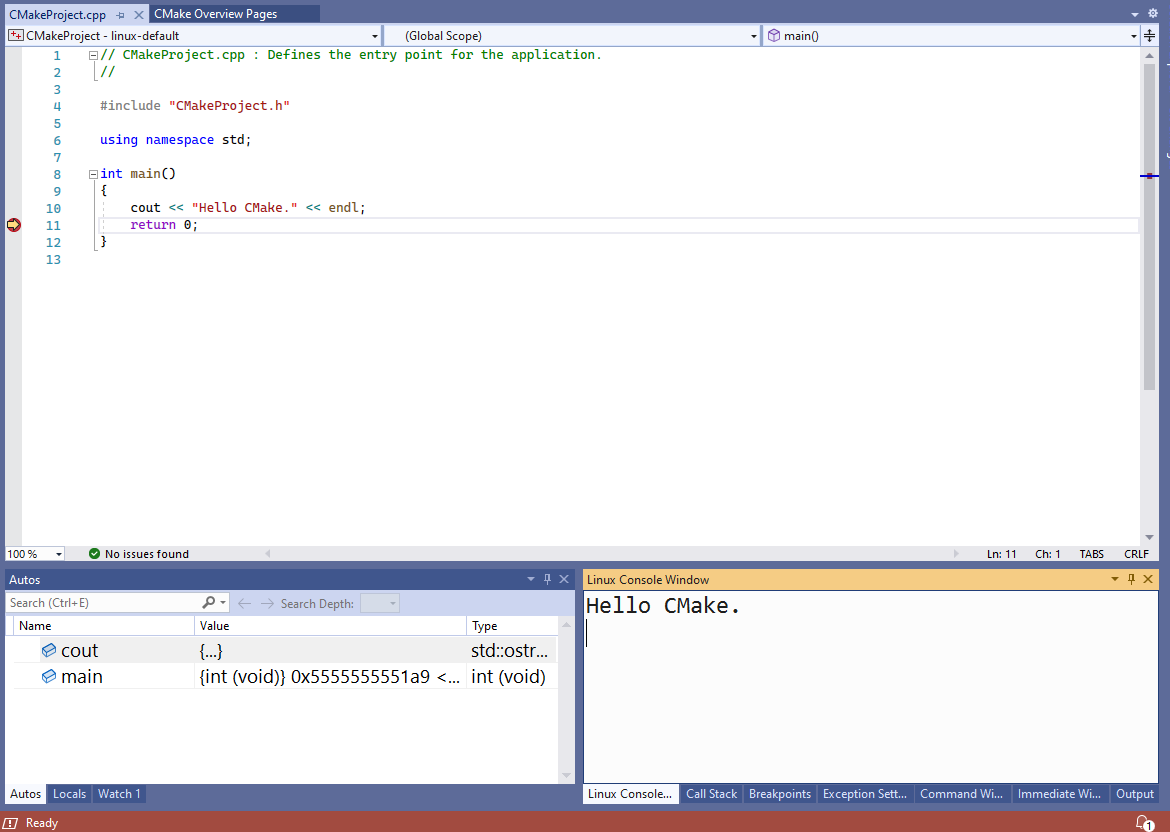 CMakeProject.cpp CMake Overview Pages
CMakeProject - linux-default (Global Scope) main()
1 // CMakeProject.cpp : Defines the entry point for the application.
2 //
3
4 #include "CMakeProject.h"
5
6 using namespace std;
7
8 int main()
9 {
10 cout << "Hello CMake." << endl;
11 return 0;
12 }
13
100 % No issues found Ln: 11 Ch: 1 TABS CRLF
Autos
Search (Ctrl+E) Search Depth:
Name Value Type
cout {...} std::ostr...
main {int (void)} 0x5555555551a9 <... int (void)
Autos Locals Watch 1
Linux Console Window
Hello CMake.
Linux Console... Call Stack Breakpoints Exception Sett... Command Wi... Immediate Wi... Output
Ready 1